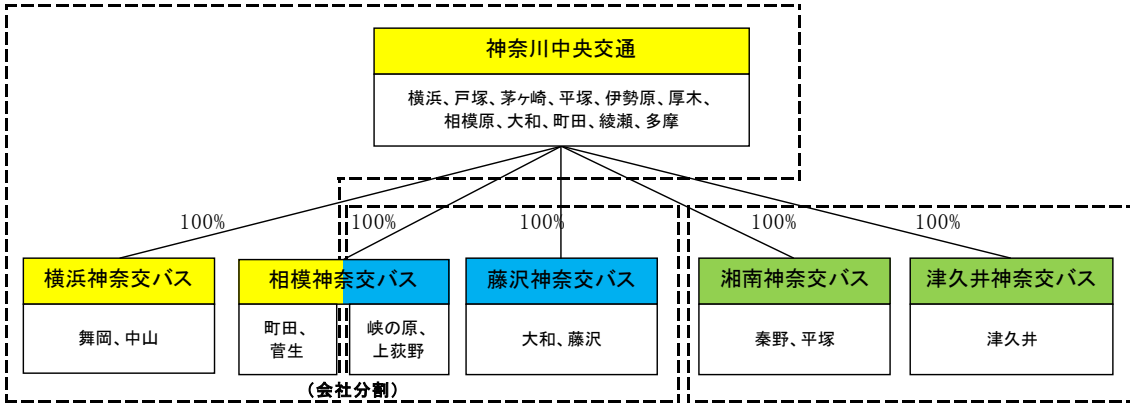 神奈川中央交通
横浜、戸塚、茅ヶ崎、平塚、伊勢原、厚木、
相模原、大和、町田、綾瀬、多摩
100%
100%
100%
100%
100%
横浜神奈交バス
舞岡、中山
相模神奈交バス
町田、
菅生
峡の原、
上荻野
藤沢神奈交バス
大和、藤沢
湘南神奈交バス
秦野、平塚
津久井神奈交バス
津久井
(会社分割)